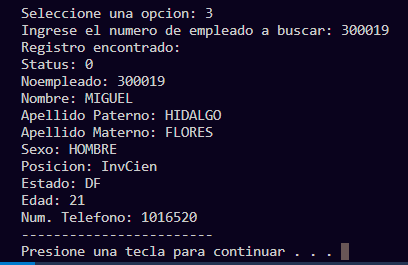 Seleccione una opcion: 3
Ingrese el numero de empleado a buscar: 300019
Registro encontrado:
Status: 0
Noempleado: 300019
Nombre: MIGUEL
Apellido Paterno: HIDALGO
Apellido Materno: FLORES
Sexo: HOMBRE
Posicion: InvCien
Estado: DF
Edad: 21
Num. Telefono: 1016520
------------------------
Presione una tecla para continuar . . .